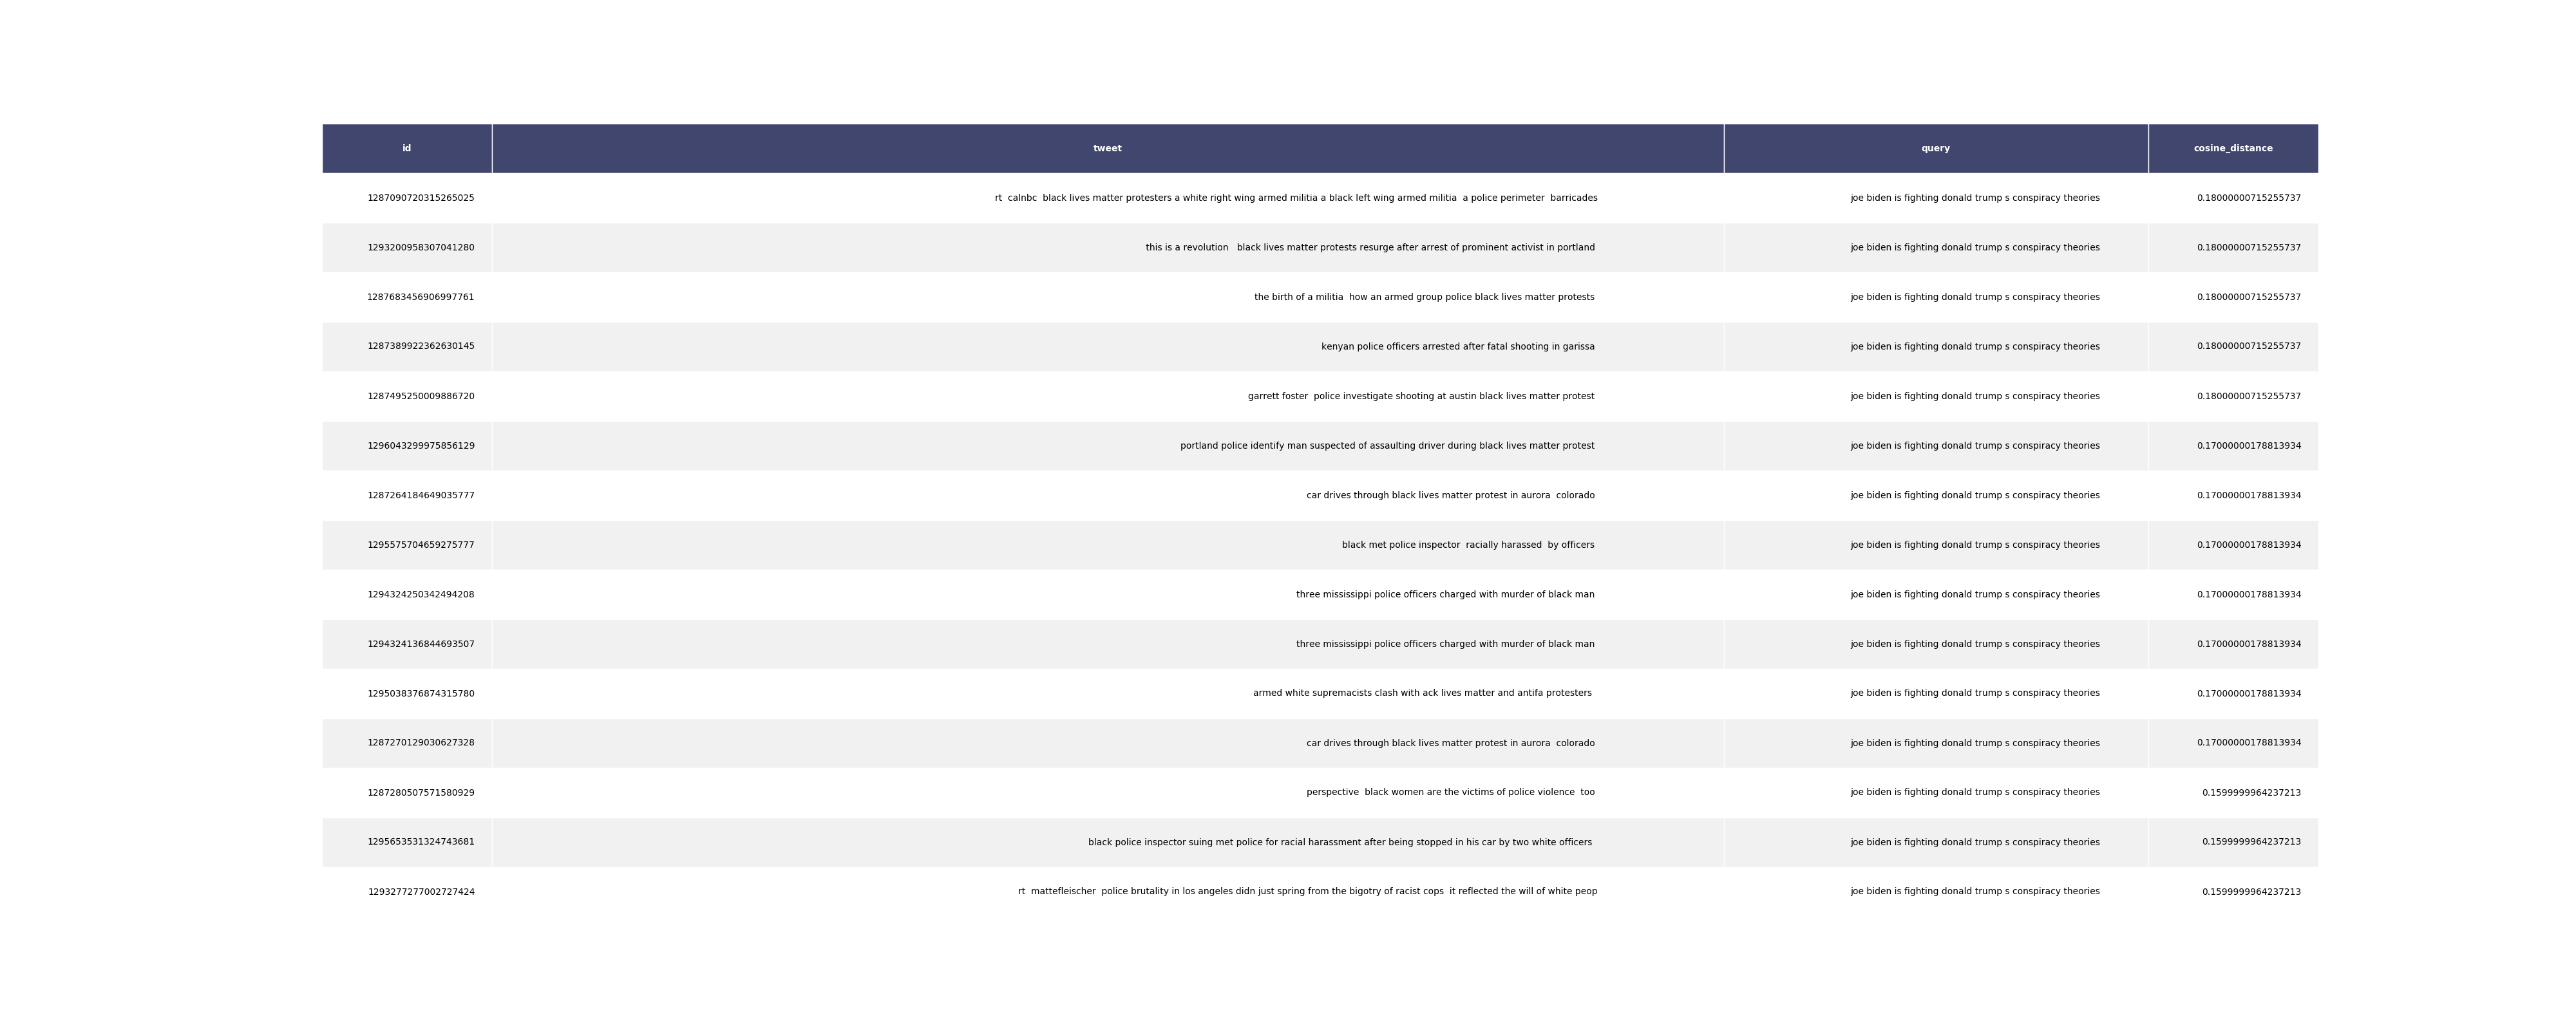 id tweet query cosine_distance
1287090720315265025 rt  calnbc  black lives matter protesters a white right wing armed militia a black left wing armed militia  a police perimeter  barricades joe biden is fighting donald trump s conspiracy theories 0.18000000715255737
1293200958307041280 this is a revolution   black lives matter protests resurge after arrest of prominent activist in portland joe biden is fighting donald trump s conspiracy theories 0.18000000715255737
1287683456906997761 the birth of a militia  how an armed group police black lives matter protests joe biden is fighting donald trump s conspiracy theories 0.18000000715255737
1287389922362630145 kenyan police officers arrested after fatal shooting in garissa joe biden is fighting donald trump s conspiracy theories 0.18000000715255737
1287495250009886720 garrett foster  police investigate shooting at austin black lives matter protest joe biden is fighting donald trump s conspiracy theories 0.18000000715255737
1296043299975856129 portland police identify man suspected of assaulting driver during black lives matter protest joe biden is fighting donald trump s conspiracy theories 0.17000000178813934
1287264184649035777 car drives through black lives matter protest in aurora  colorado joe biden is fighting donald trump s conspiracy theories 0.17000000178813934
1295575704659275777 black met police inspector  racially harassed  by officers joe biden is fighting donald trump s conspiracy theories 0.17000000178813934
1294324250342494208 three mississippi police officers charged with murder of black man joe biden is fighting donald trump s conspiracy theories 0.17000000178813934
1294324136844693507 three mississippi police officers charged with murder of black man joe biden is fighting donald trump s conspiracy theories 0.17000000178813934
1295038376874315780 armed white supremacists clash with ack lives matter and antifa protesters joe biden is fighting donald trump s conspiracy theories 0.17000000178813934
1287270129030627328 car drives through black lives matter protest in aurora  colorado joe biden is fighting donald trump s conspiracy theories 0.17000000178813934
1287280507571580929 perspective  black women are the victims of police violence  too joe biden is fighting donald trump s conspiracy theories 0.1599999964237213
1295653531324743681 black police inspector suing met police for racial harassment after being stopped in his car by two white officers joe biden is fighting donald trump s conspiracy theories 0.1599999964237213
1293277277002727424 rt  mattefleischer  police brutality in los angeles didn just spring from the bigotry of racist cops  it reflected the will of white peop joe biden is fighting donald trump s conspiracy theories 0.1599999964237213